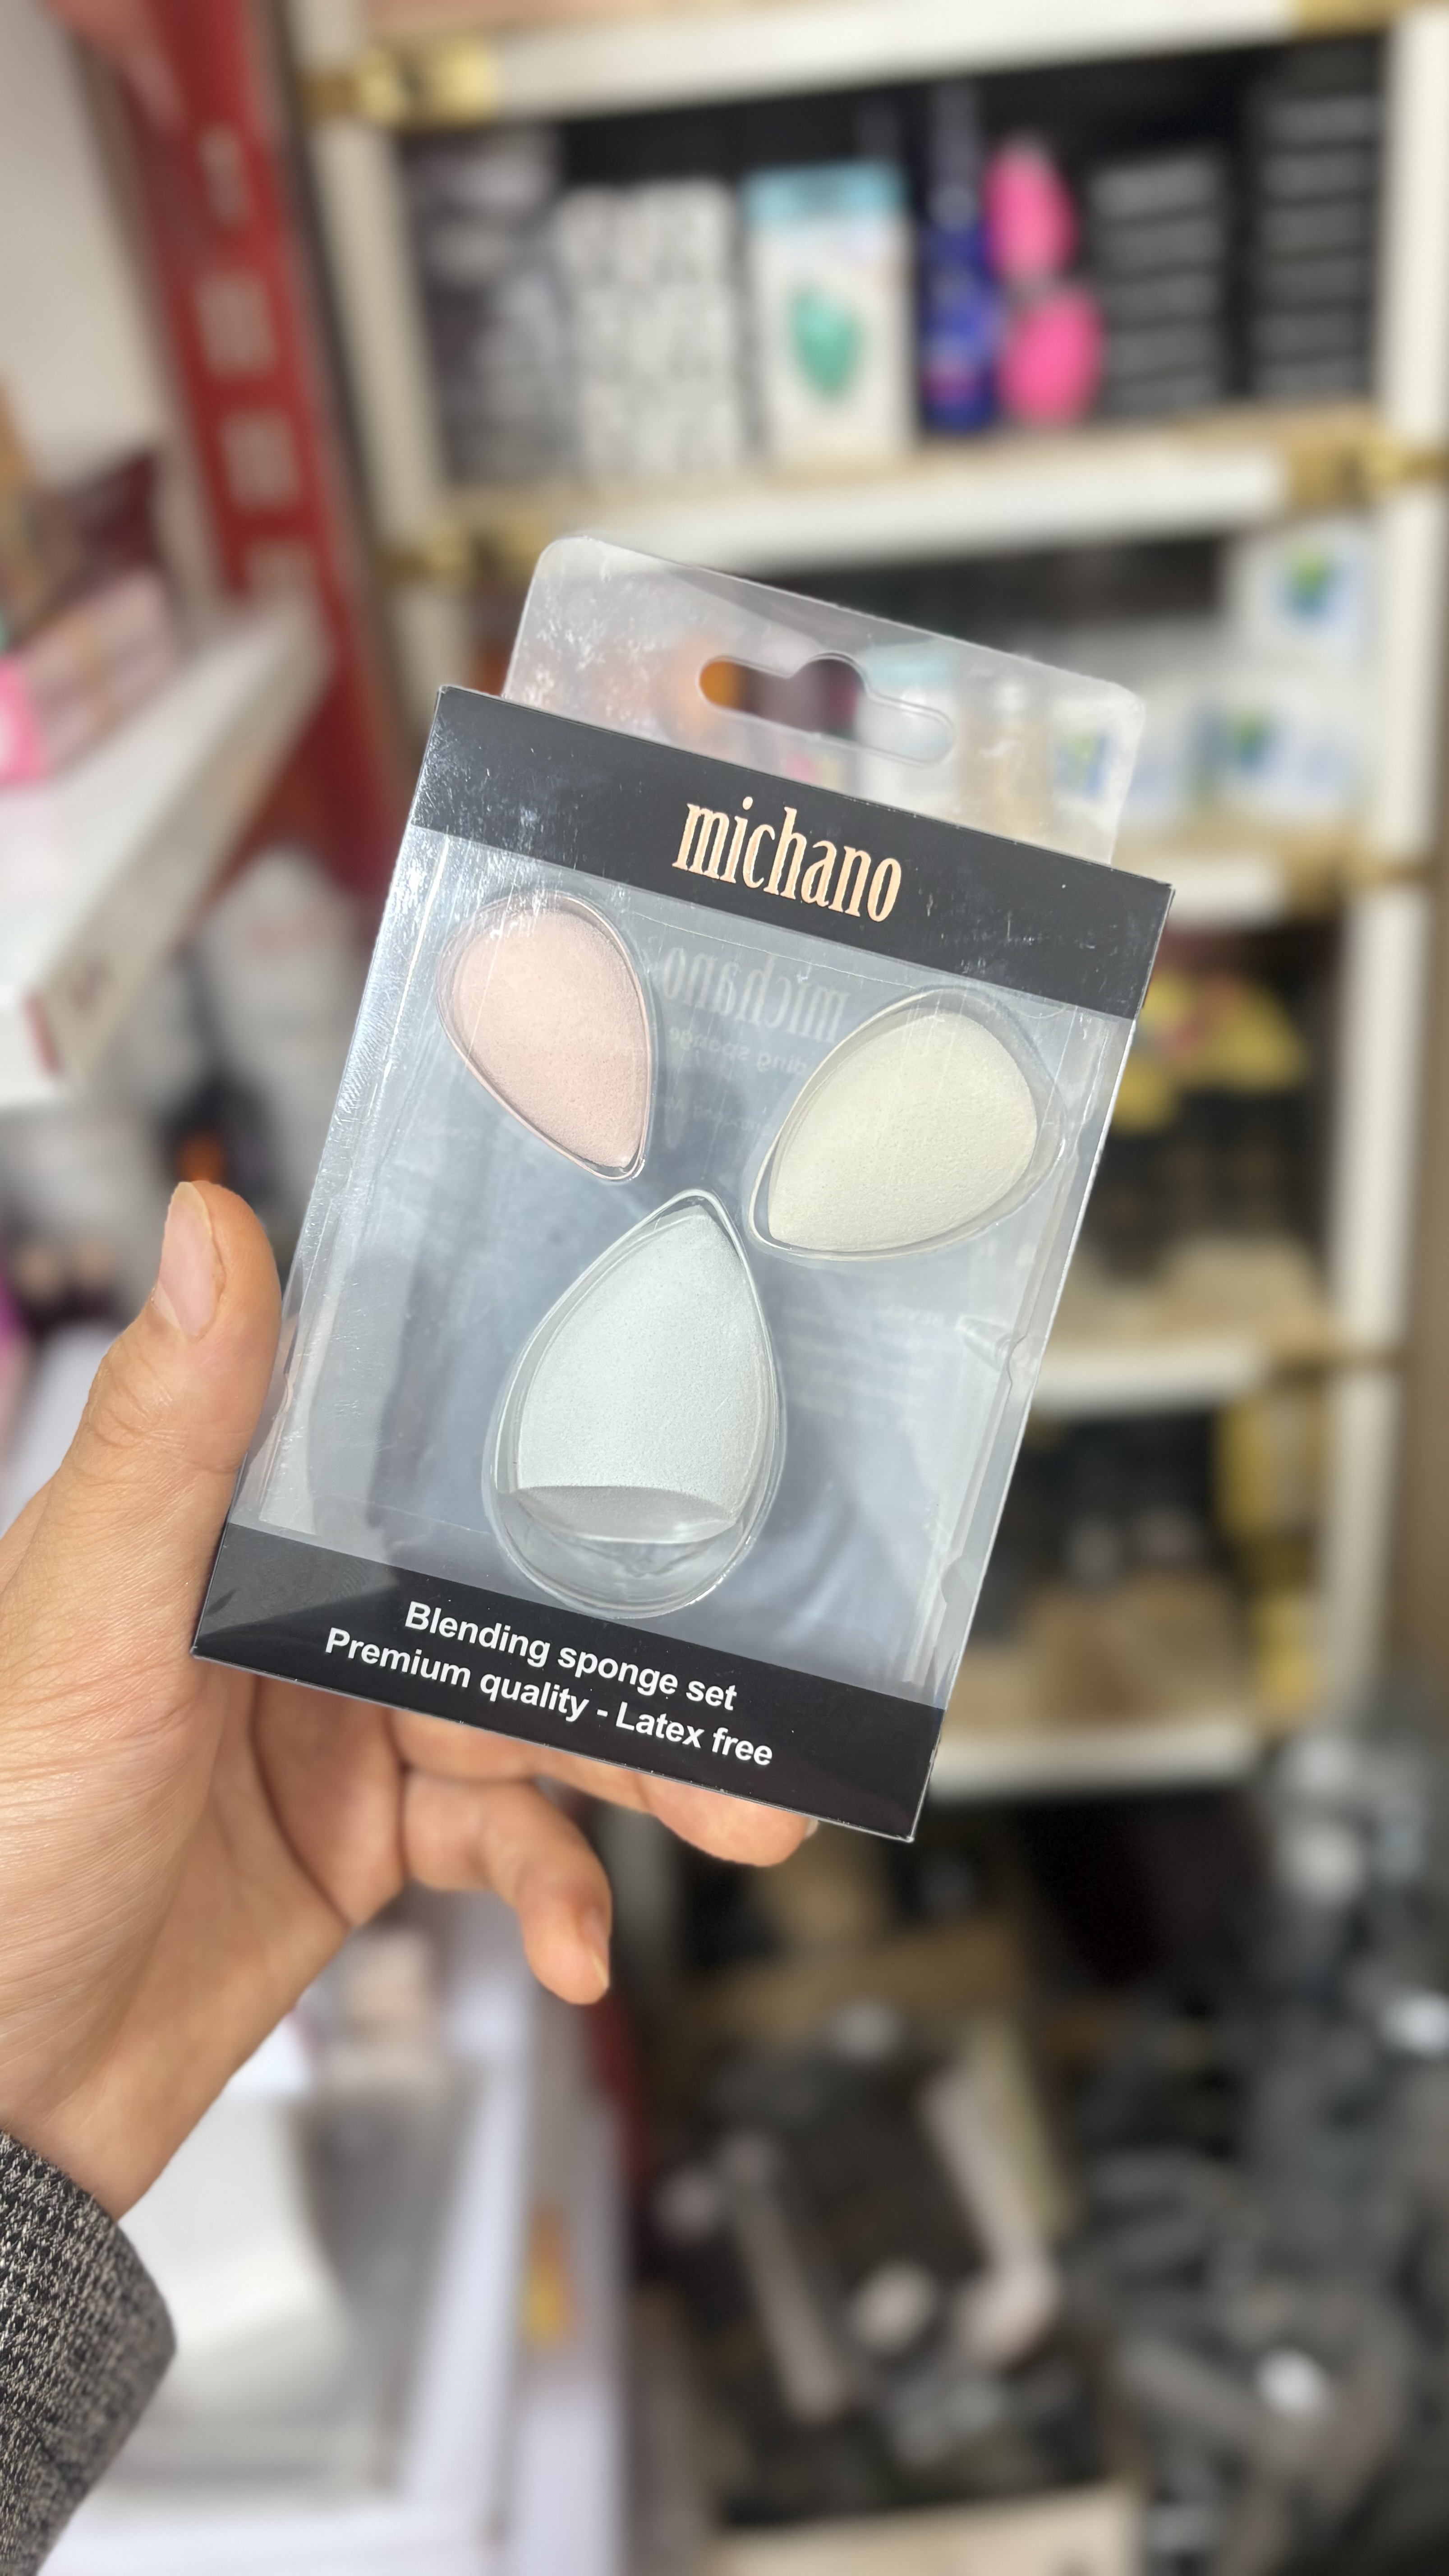 michano
Blending sponge set
Premium quality - Latex free